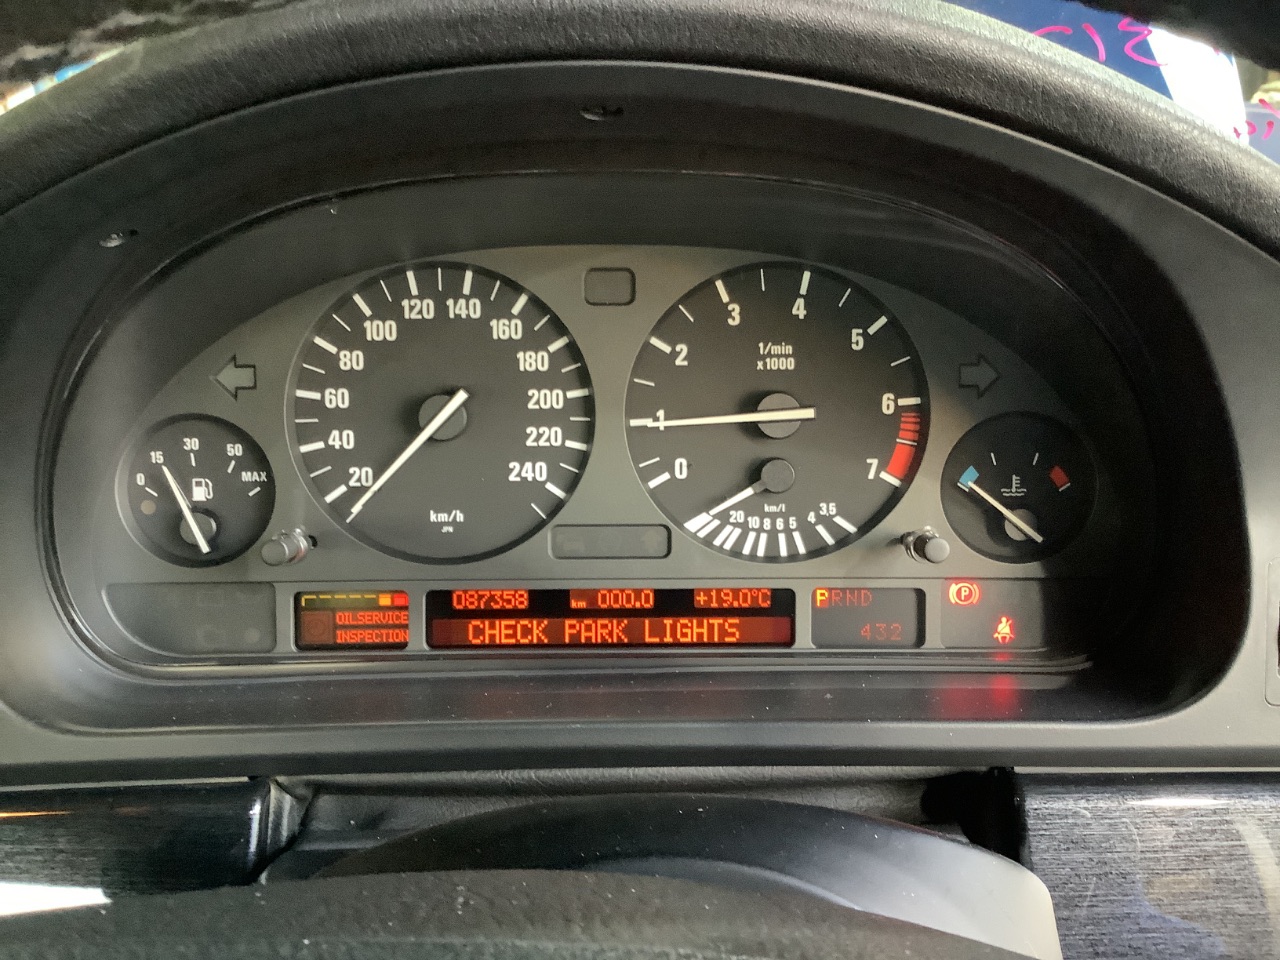 0 15 30 50 MAX
20 40 60 80 100 120 140 160 180 200 220 240
km/h
0 1 2 3 4 5 6 7
1/min
x1000
km/l
20 10 8 6 5 4 3,5
OILSERVICE
INSPECTION
087358 km 000.0 +19.0°C
CHECK PARK LIGHTS
PRND
432
(P)